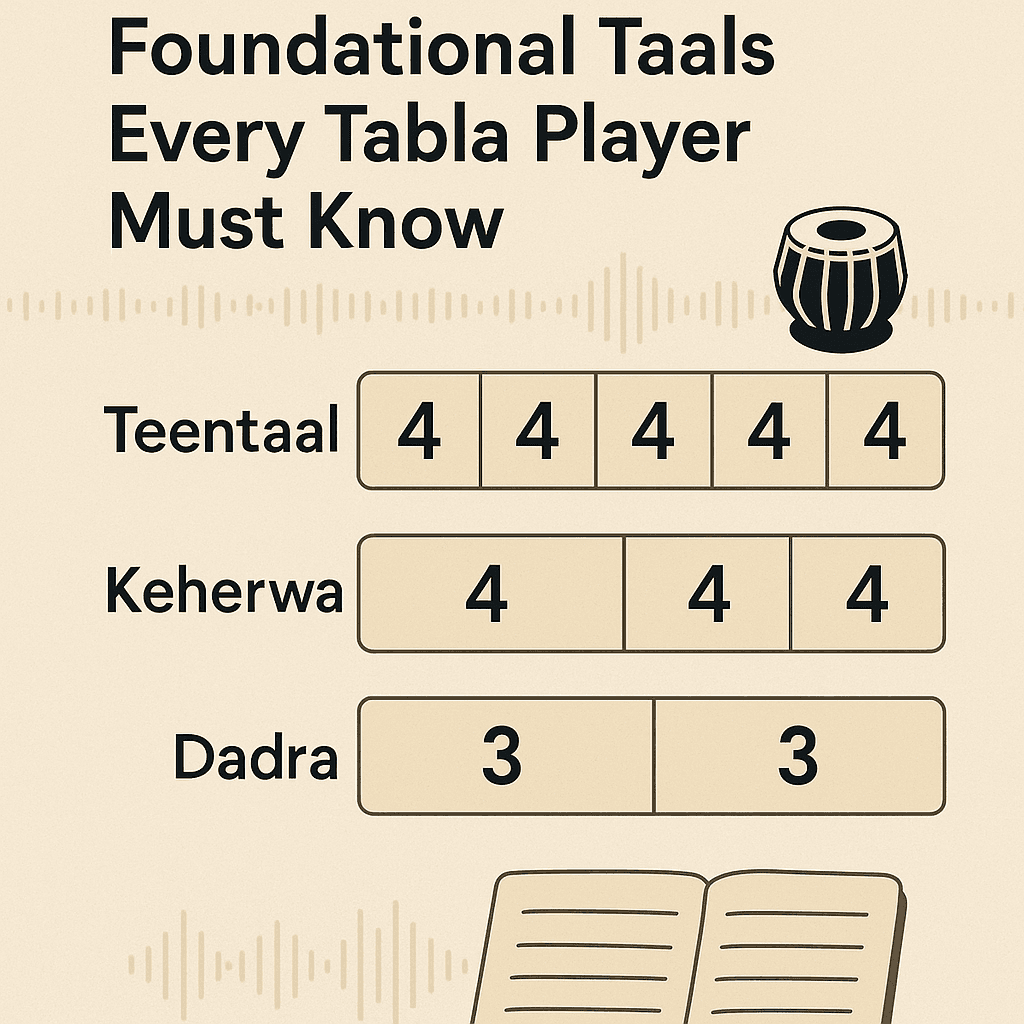 Foundational Taals
Every Tabla Player
Must Know
Teentaal 4 4 4 4 4
Keherwa 4 4 4
Dadra 3 3